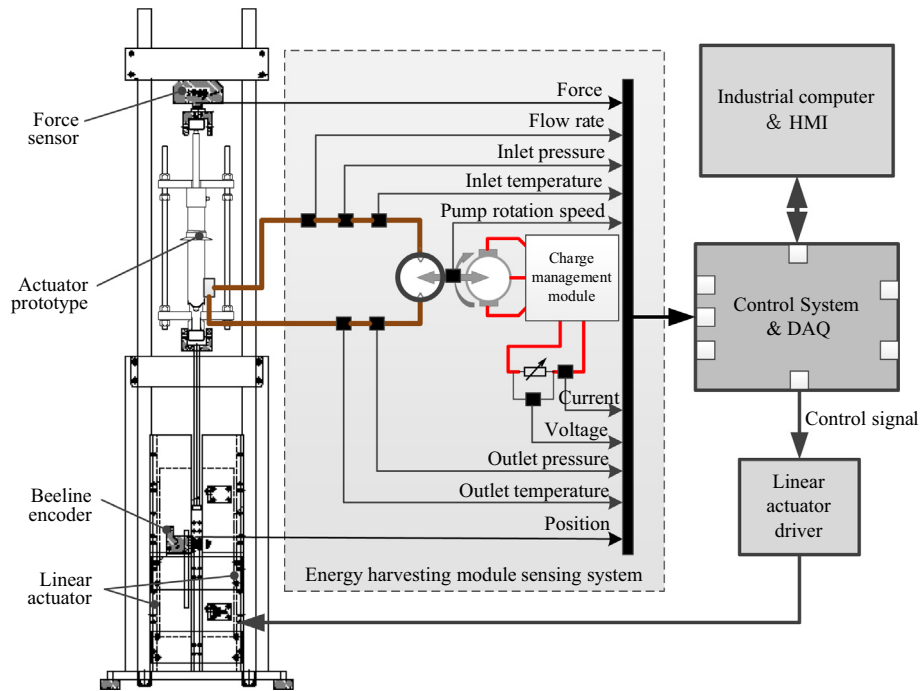 Force
sensor
Actuator
prototype
Beeline
encoder
Linear
actuator
Force
Flow rate
Inlet pressure
Inlet temperature
Pump rotation speed
Charge
management
module
Current
Voltage
Outlet pressure
Outlet temperature
Position
Energy harvesting module sensing system
Industrial computer
& HMI
Control System
& DAQ
Control signal
Linear
actuator
driver